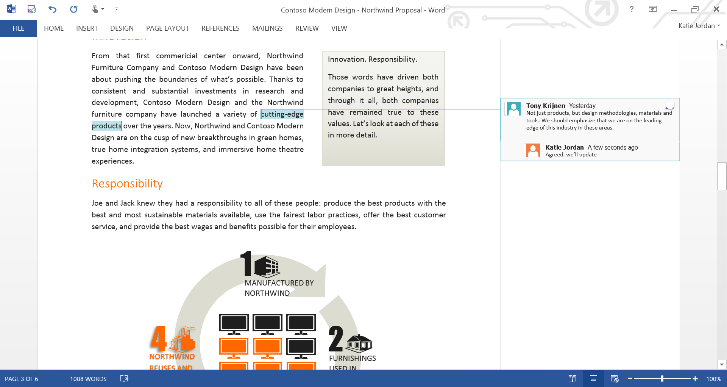 Contoso Modern Design - Northwind Proposal - Word
FILE HOME INSERT DESIGN PAGE LAYOUT REFERENCES MAILINGS REVIEW VIEW
Katie Jordan
From that first commericial center onward, Northwind
Furniture Company and Contoso Modern Design have been
about pushing the boundaries of what's possible. Thanks to
consistent and substantial investments in research and
development, Contoso Modern Design and the Northwind
furniture company have launched a variety of cutting-edge
products over the years. Now, Northwind and Contoso Modern
Design are on the cusp of new breakthroughs in green homes,
true home integration systems, and immersive home theatre
experiences.
Innovation. Responsibility.
Those words have driven both
companies to great heights, and
through it all, both companies
have remained true to these
values. Let's look at each of these
in more detail.
Tony Krijnen Yesterday
Not just products, but design methodologies, materials and
tools. We should emphasize that we are on the leading
edge of this industry in these areas.
Katie Jordan A few seconds ago
Agreed, we'll update
Responsibility
Joe and Jack knew they had a responsibility to all of these people: produce the best products with the
best and most sustainable materials available, use the fairest labor practices, offer the best customer
service, and provide the best wages and benefits possible for their employees.
1
MANUFACTURED BY
NORTHWIND
4
NORTHWIND
REUSES AND
2
FURNISHINGS
USED IN
PAGE 3 OF 6 1088 WORDS 100%